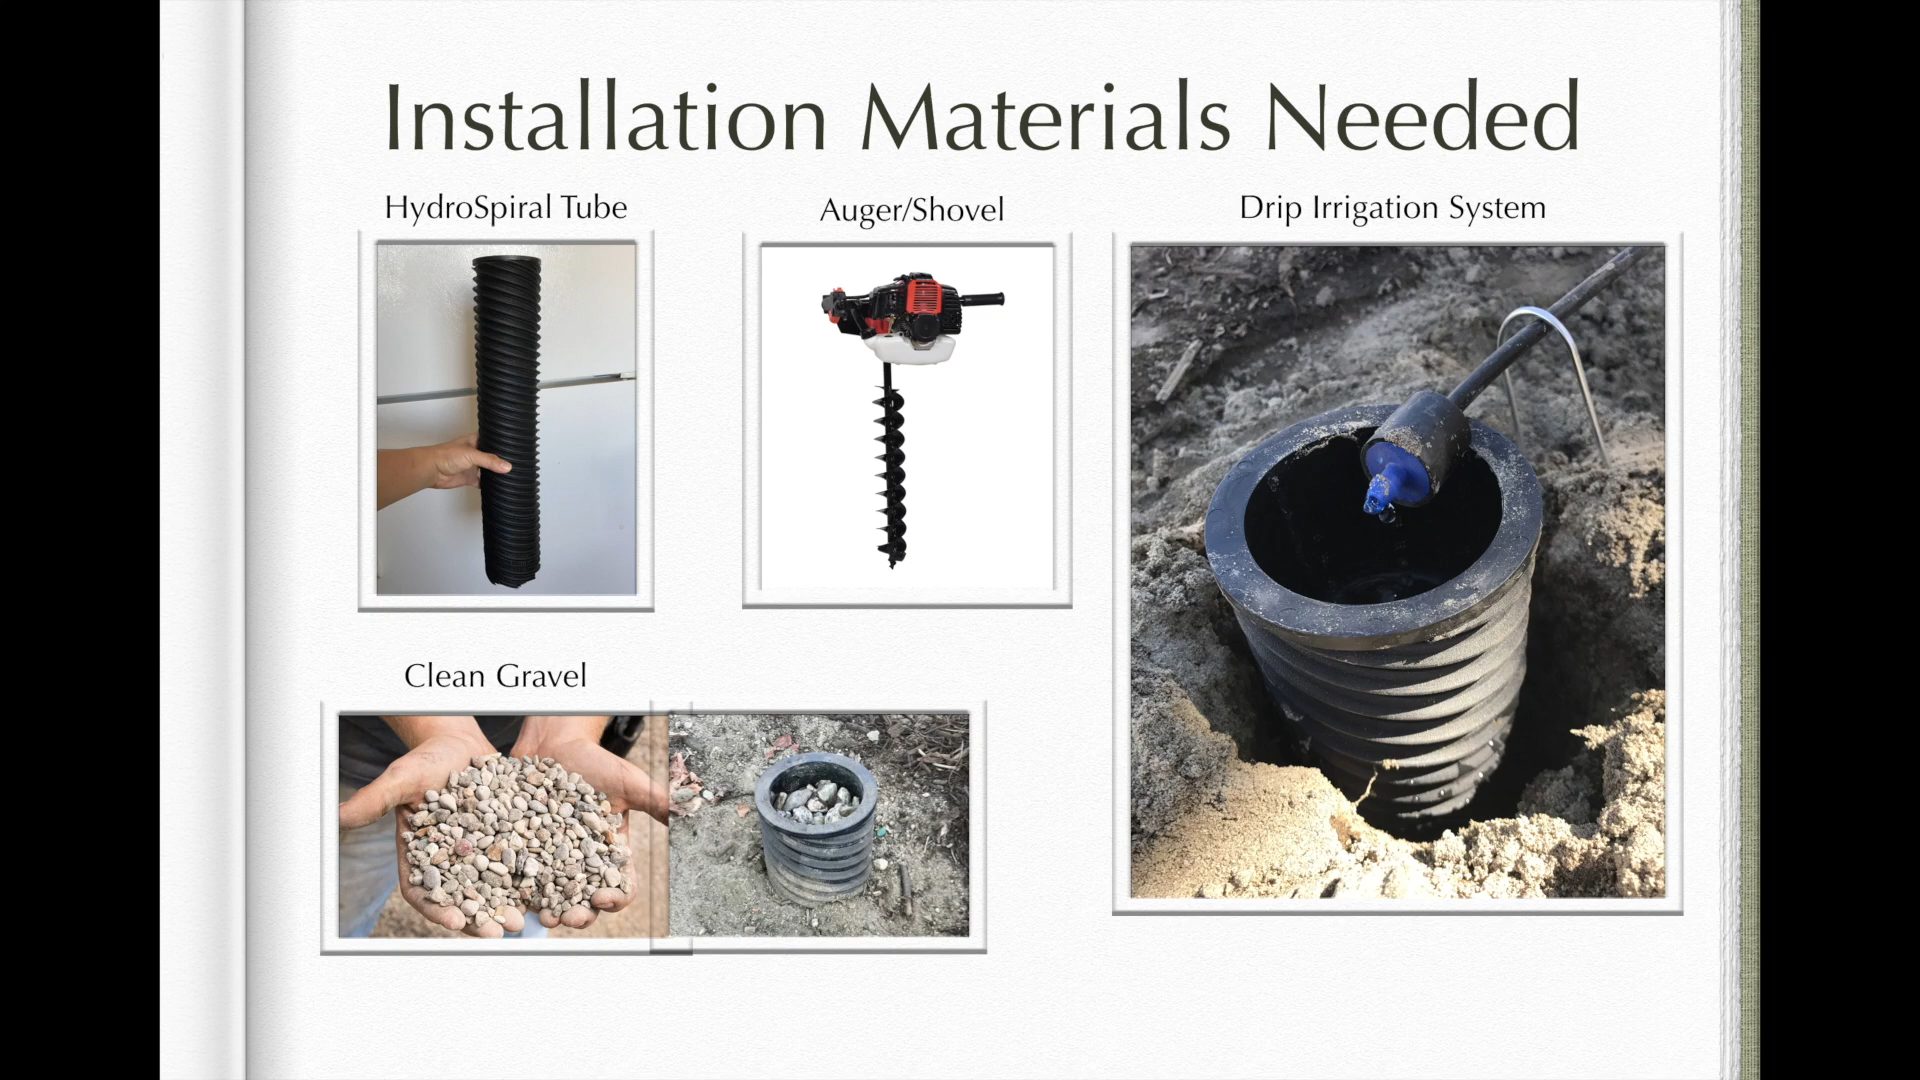 Installation Materials Needed
HydroSpiral Tube
Auger/Shovel
Drip Irrigation System
Clean Gravel